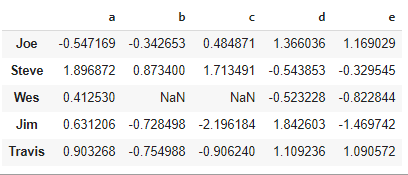 a b c d e
Joe -0.547169 -0.342653 0.484871 1.366036 1.169029
Steve 1.896872 0.873400 1.713491 -0.543853 -0.329545
Wes 0.412530 NaN NaN -0.523228 -0.822844
Jim 0.631206 -0.728498 -2.196184 1.842603 -1.469742
Travis 0.903268 -0.754988 -0.906240 1.109236 1.090572